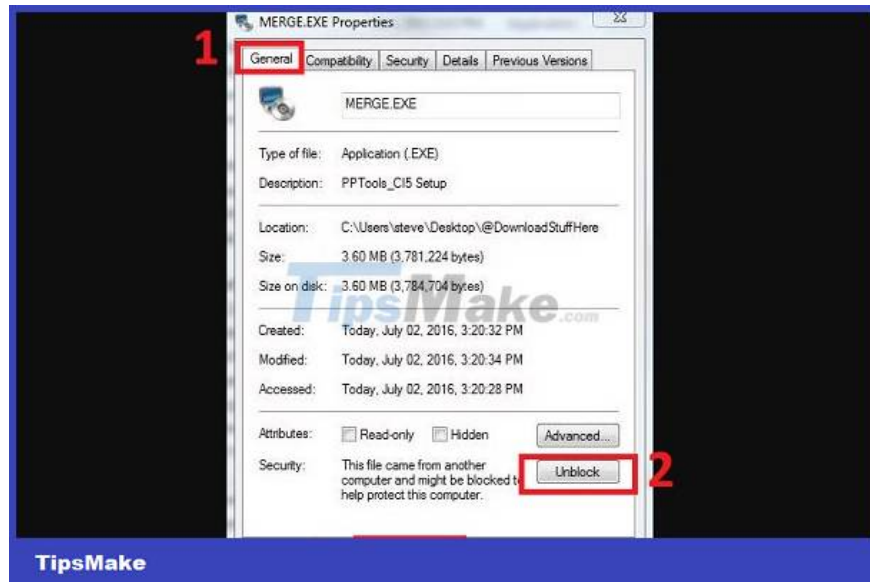 MERGE.EXE Properties
1
General Compatibility Security Details Previous Versions
MERGE.EXE
Type of file: Application (.EXE)
Description: PPTools_CI5 Setup
Location: C:\Users\steve\Desktop\@DownloadStuffHere
Size: 3.60 MB (3,781,224 bytes)
Size on disk: 3.60 MB (3,784,704 bytes)
TipsMake.com
Created: Today, July 02, 2016, 3:20:32 PM
Modified: Today, July 02, 2016, 3:20:34 PM
Accessed: Today, July 02, 2016, 3:20:28 PM
Attributes: Read-only Hidden Advanced...
Security: This file came from another
computer and might be blocked to
help protect this computer.
Unblock 2
TipsMake